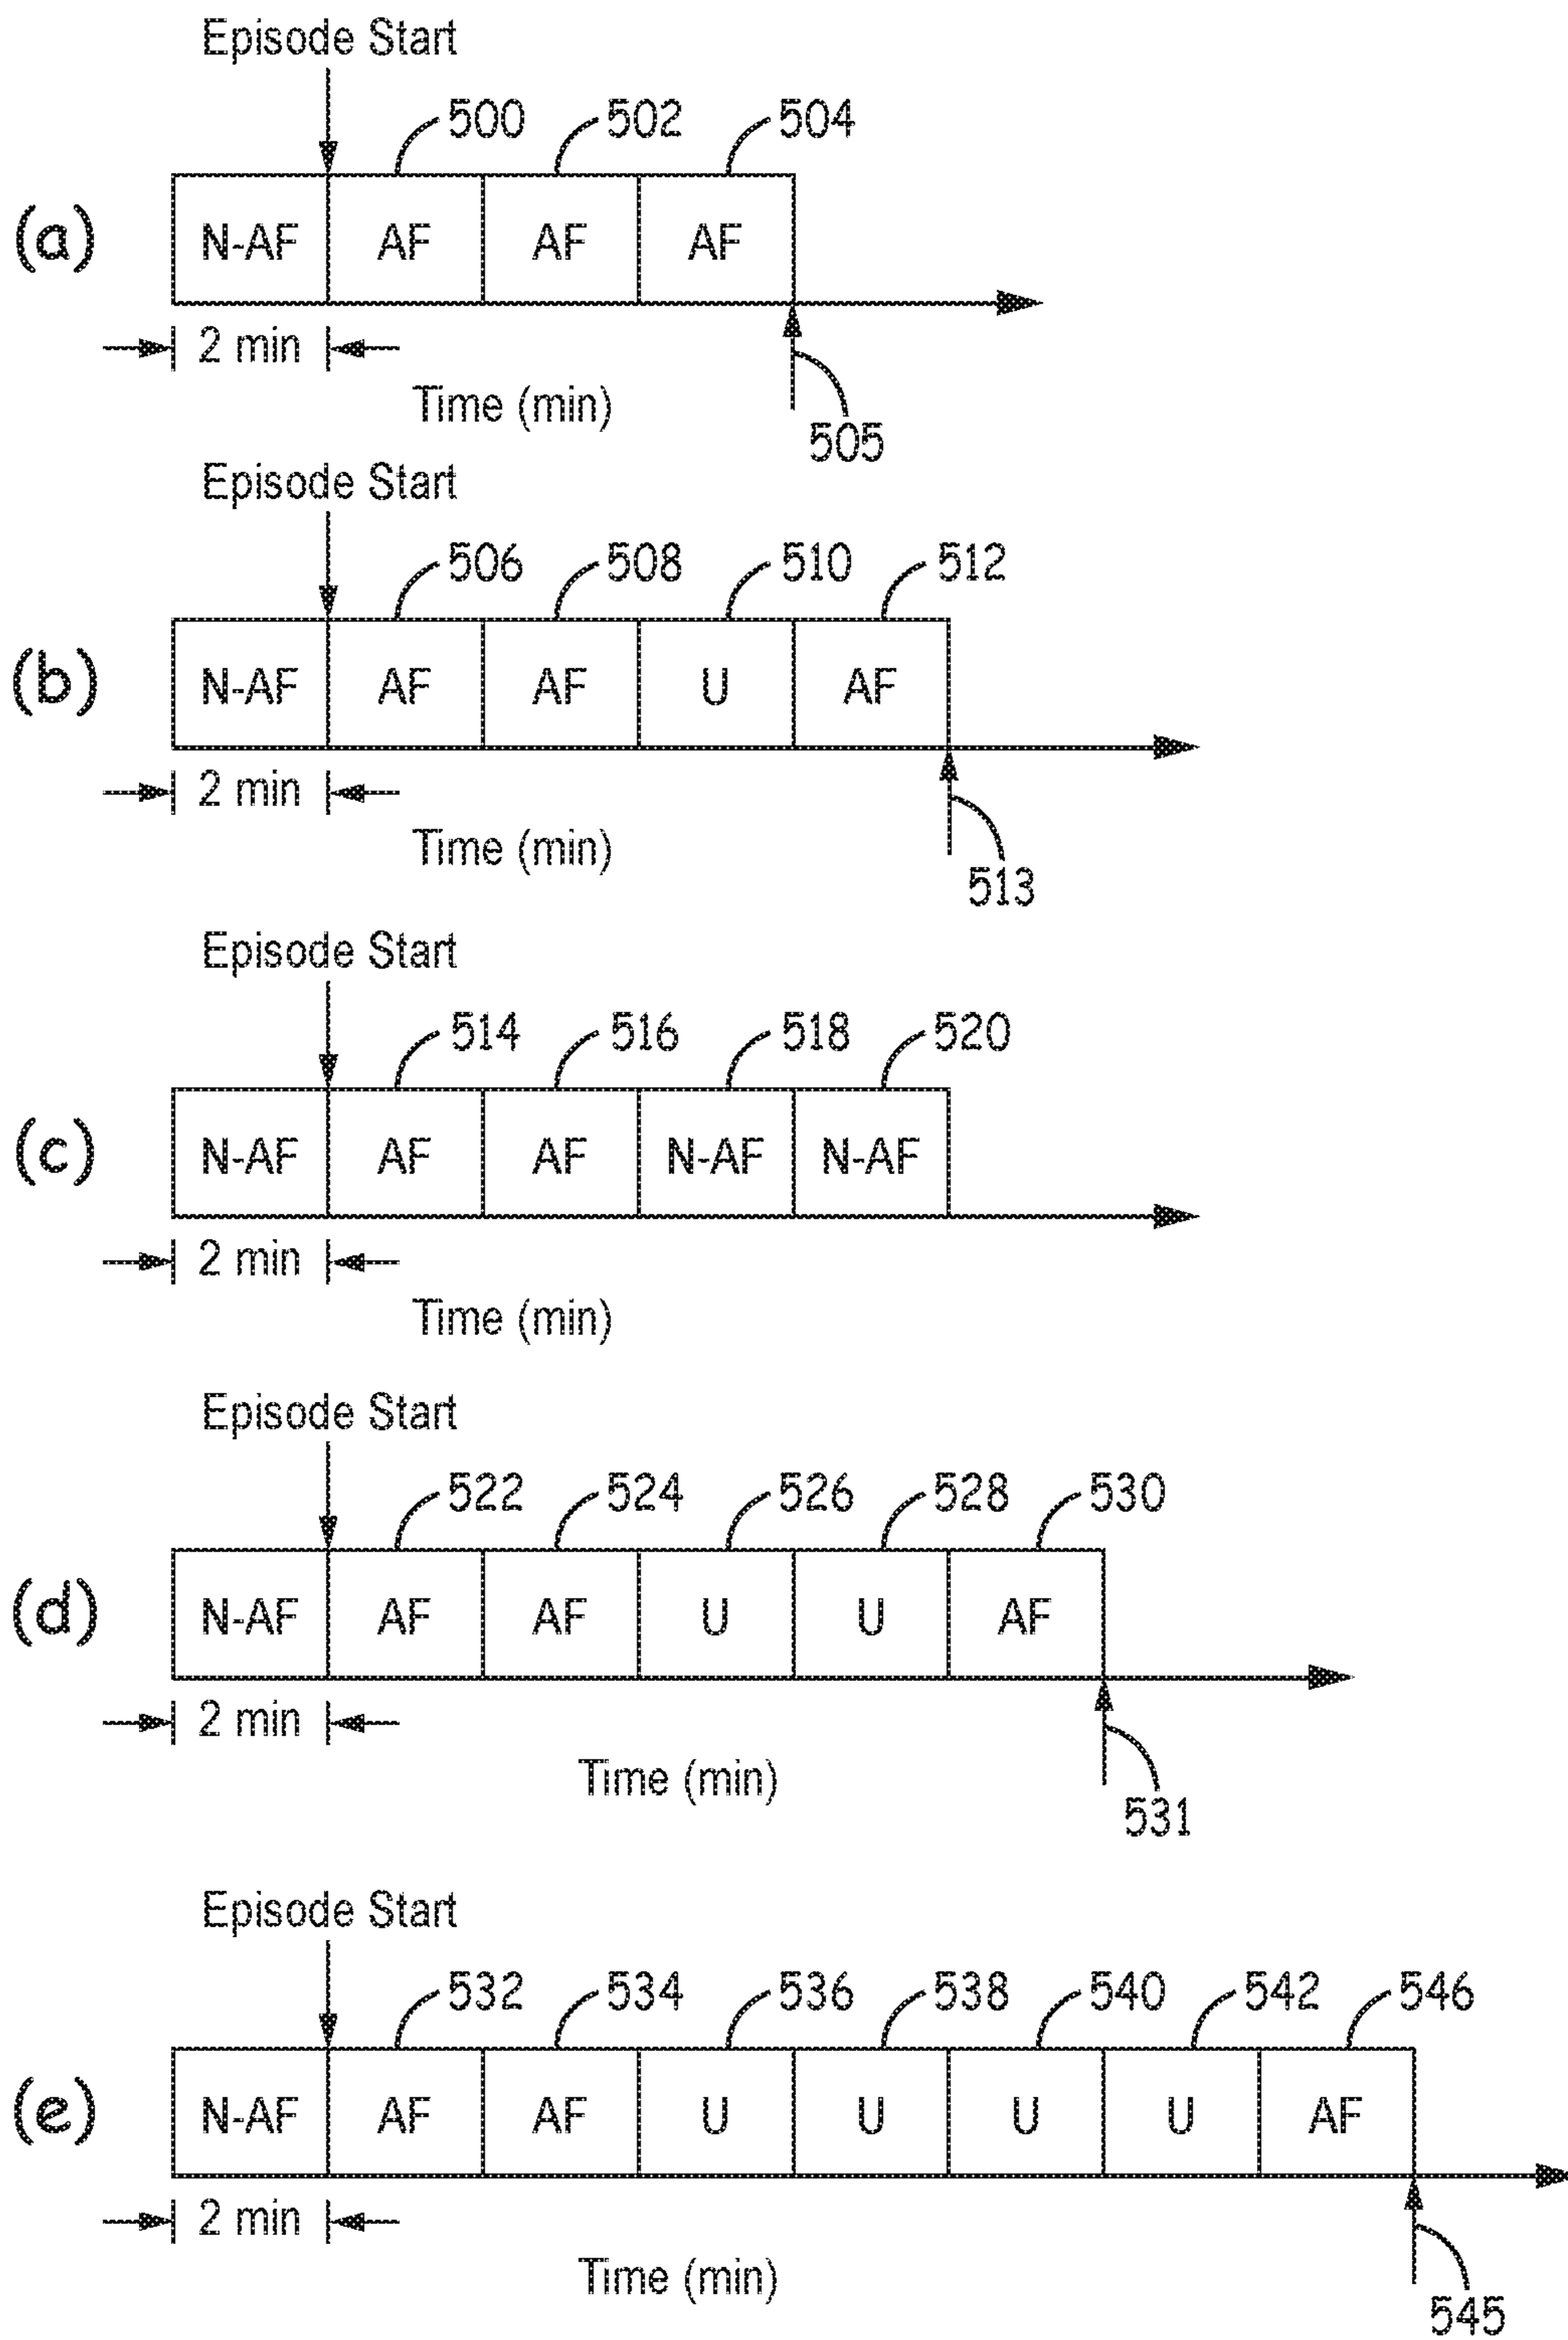 Episode Start
500 502 504
(a) N-AF AF AF AF
2 min
Time (min)
505
Episode Start
506 508 510 512
(b) N-AF AF AF U AF
2 min
Time (min)
513
Episode Start
514 516 518 520
(c) N-AF AF AF N-AF N-AF
2 min
Time (min)
Episode Start
522 524 526 528 530
(d) N-AF AF AF U U AF
2 min
Time (min)
531
Episode Start
532 534 536 538 540 542 546
(e) N-AF AF AF U U U U AF
2 min
Time (min)
545